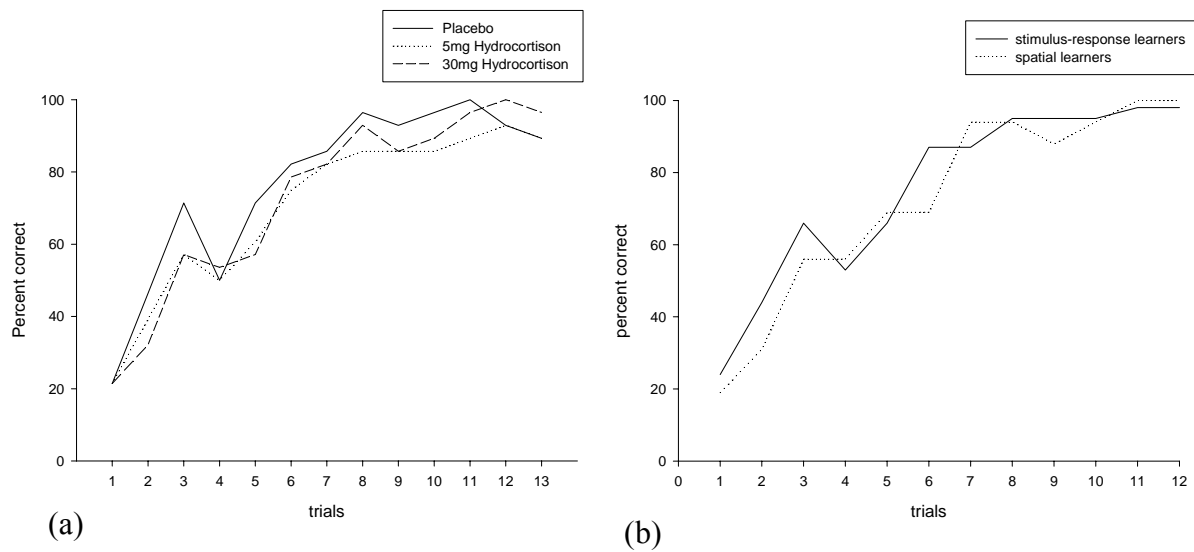 Placebo
5mg Hydrocortison
30mg Hydrocortison
Percent correct
100
80
60
40
20
0
1 2 3 4 5 6 7 8 9 10 11 12 13
trials
(a)
stimulus-response learners
spatial learners
percent correct
100
80
60
40
20
0
0 1 2 3 4 5 6 7 8 9 10 11 12
trials
(b)